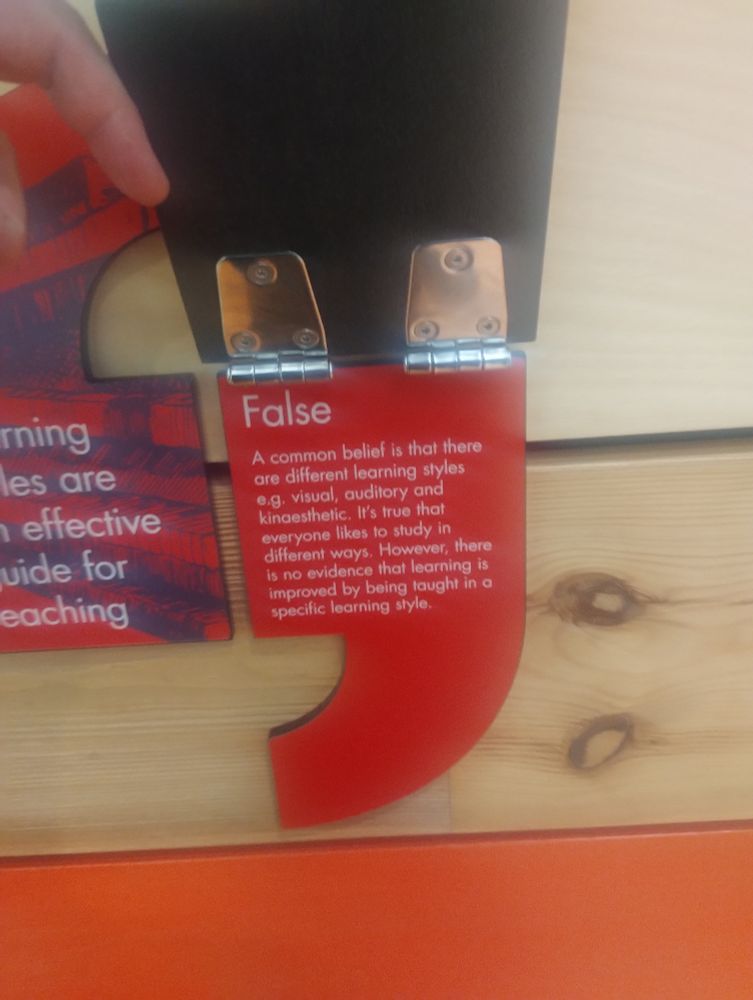 rning
les are
effective
uide for
eaching
False
A common belief is that there
are different learning styles
e.g. visual, auditory and
kinaesthetic. It's true that
everyone likes to study in
different ways. However, there
is no evidence that learning is
improved by being taught in a
specific learning style.